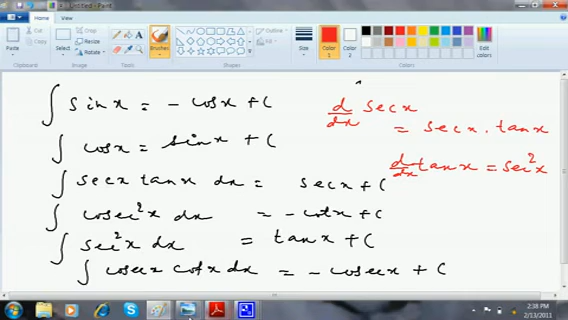 Untitled - Paint
Home View
Paste Select Crop Resize Rotate Brushes Size Color 1 Color 2 Edit colors
Clipboard Image Tools Shapes Colors
∫ sin x = - cos x + C
∫ cos x = sin x + C
∫ sec x tan x dx = sec x + C
∫ cosec² x dx = - cot x + C
∫ sec² x dx = tan x + C
∫ cosec x cot x dx = - cosec x + C
d/dx sec x
= sec x . tan x
d/dx tan x = sec² x
2:38 PM
2/13/2011